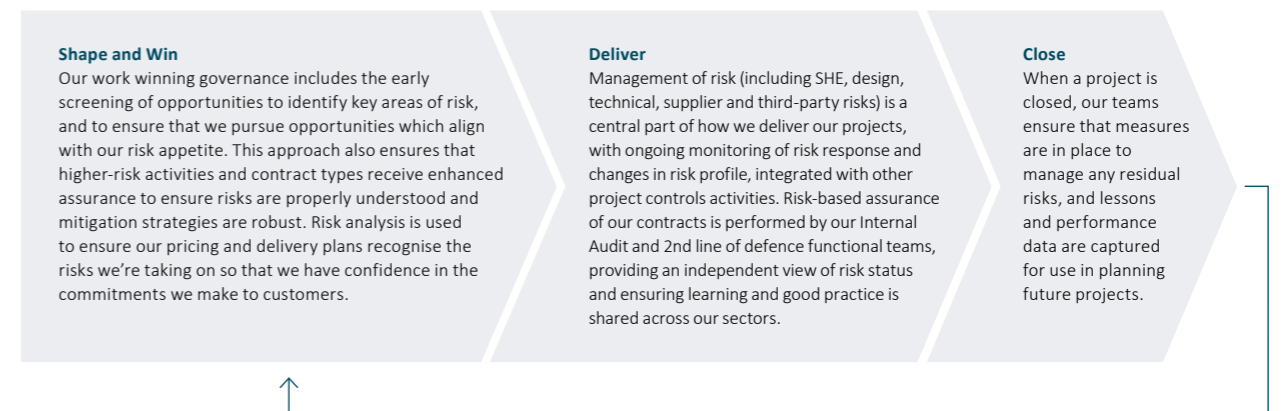 Shape and Win
Our work winning governance includes the early
screening of opportunities to identify key areas of risk,
and to ensure that we pursue opportunities which align
with our risk appetite. This approach also ensures that
higher-risk activities and contract types receive enhanced
assurance to ensure risks are properly understood and
mitigation strategies are robust. Risk analysis is used
to ensure our pricing and delivery plans recognise the
risks we’re taking on so that we have confidence in the
commitments we make to customers.
Deliver
Management of risk (including SHE, design,
technical, supplier and third-party risks) is a
central part of how we deliver our projects,
with ongoing monitoring of risk response and
changes in risk profile, integrated with other
project controls activities. Risk-based assurance
of our contracts is performed by our Internal
Audit and 2nd line of defence functional teams,
providing an independent view of risk status
and ensuring learning and good practice is
shared across our sectors.
Close
When a project is
closed, our teams
ensure that measures
are in place to
manage any residual
risks, and lessons
and performance
data are captured
for use in planning
future projects.